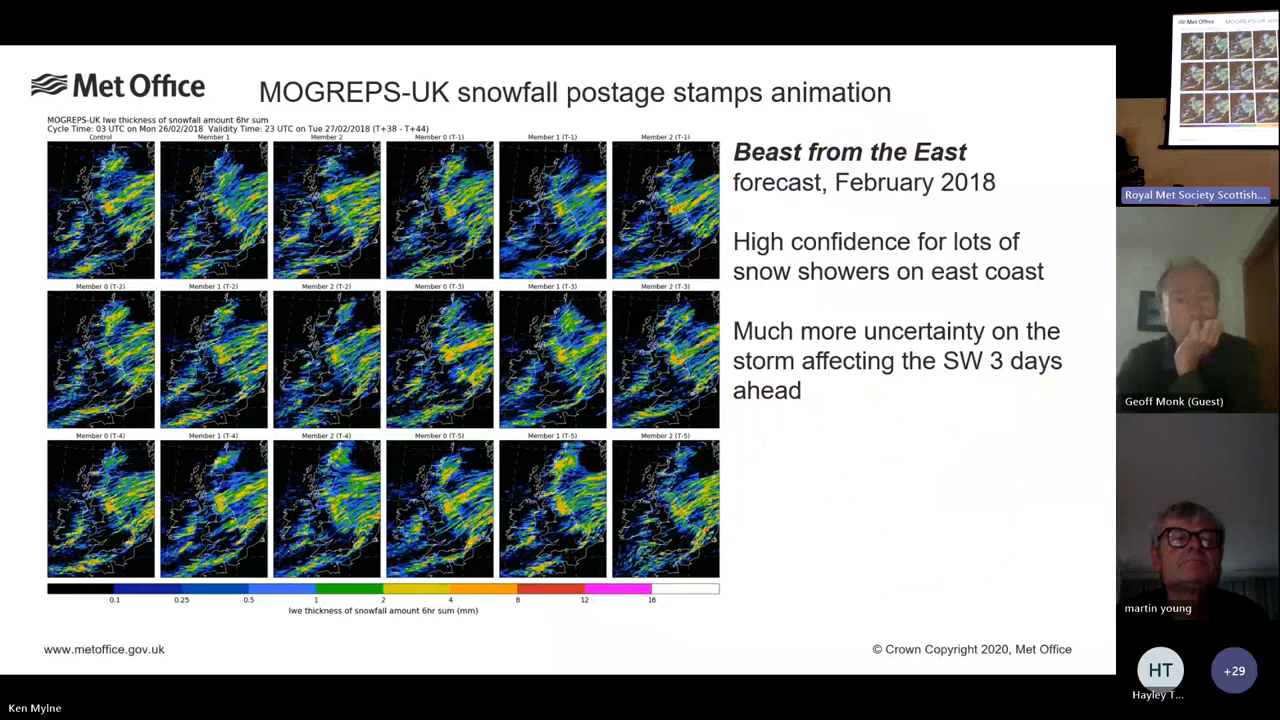 Met Office
MOGREPS-UK snowfall postage stamps animation
MOGREPS-UK lwe thickness of snowfall amount 6hr sum
Cycle Time: 03 UTC on Mon 26/02/2018 Validity Time: 23 UTC on Tue 27/02/2018 (T+38 - T+44)
Control Member 1 Member 2 Member 0 (T-1) Member 1 (T-1) Member 2 (T-1)
Member 0 (T-2) Member 1 (T-2) Member 2 (T-2) Member 0 (T-3) Member 1 (T-3) Member 2 (T-3)
Member 0 (T-4) Member 1 (T-4) Member 2 (T-4) Member 0 (T-5) Member 1 (T-5) Member 2 (T-5)
0.1 0.25 0.5 1 2 4 8 12 16
lwe thickness of snowfall amount 6hr sum (mm)
Beast from the East
forecast, February 2018
High confidence for lots of
snow showers on east coast
Much more uncertainty on the
storm affecting the SW 3 days
ahead
www.metoffice.gov.uk
© Crown Copyright 2020, Met Office
Ken Mylne
Met Office
Royal Met Society Scottish...
Geoff Monk (Guest)
martin young
HT
Hayley T...
+29